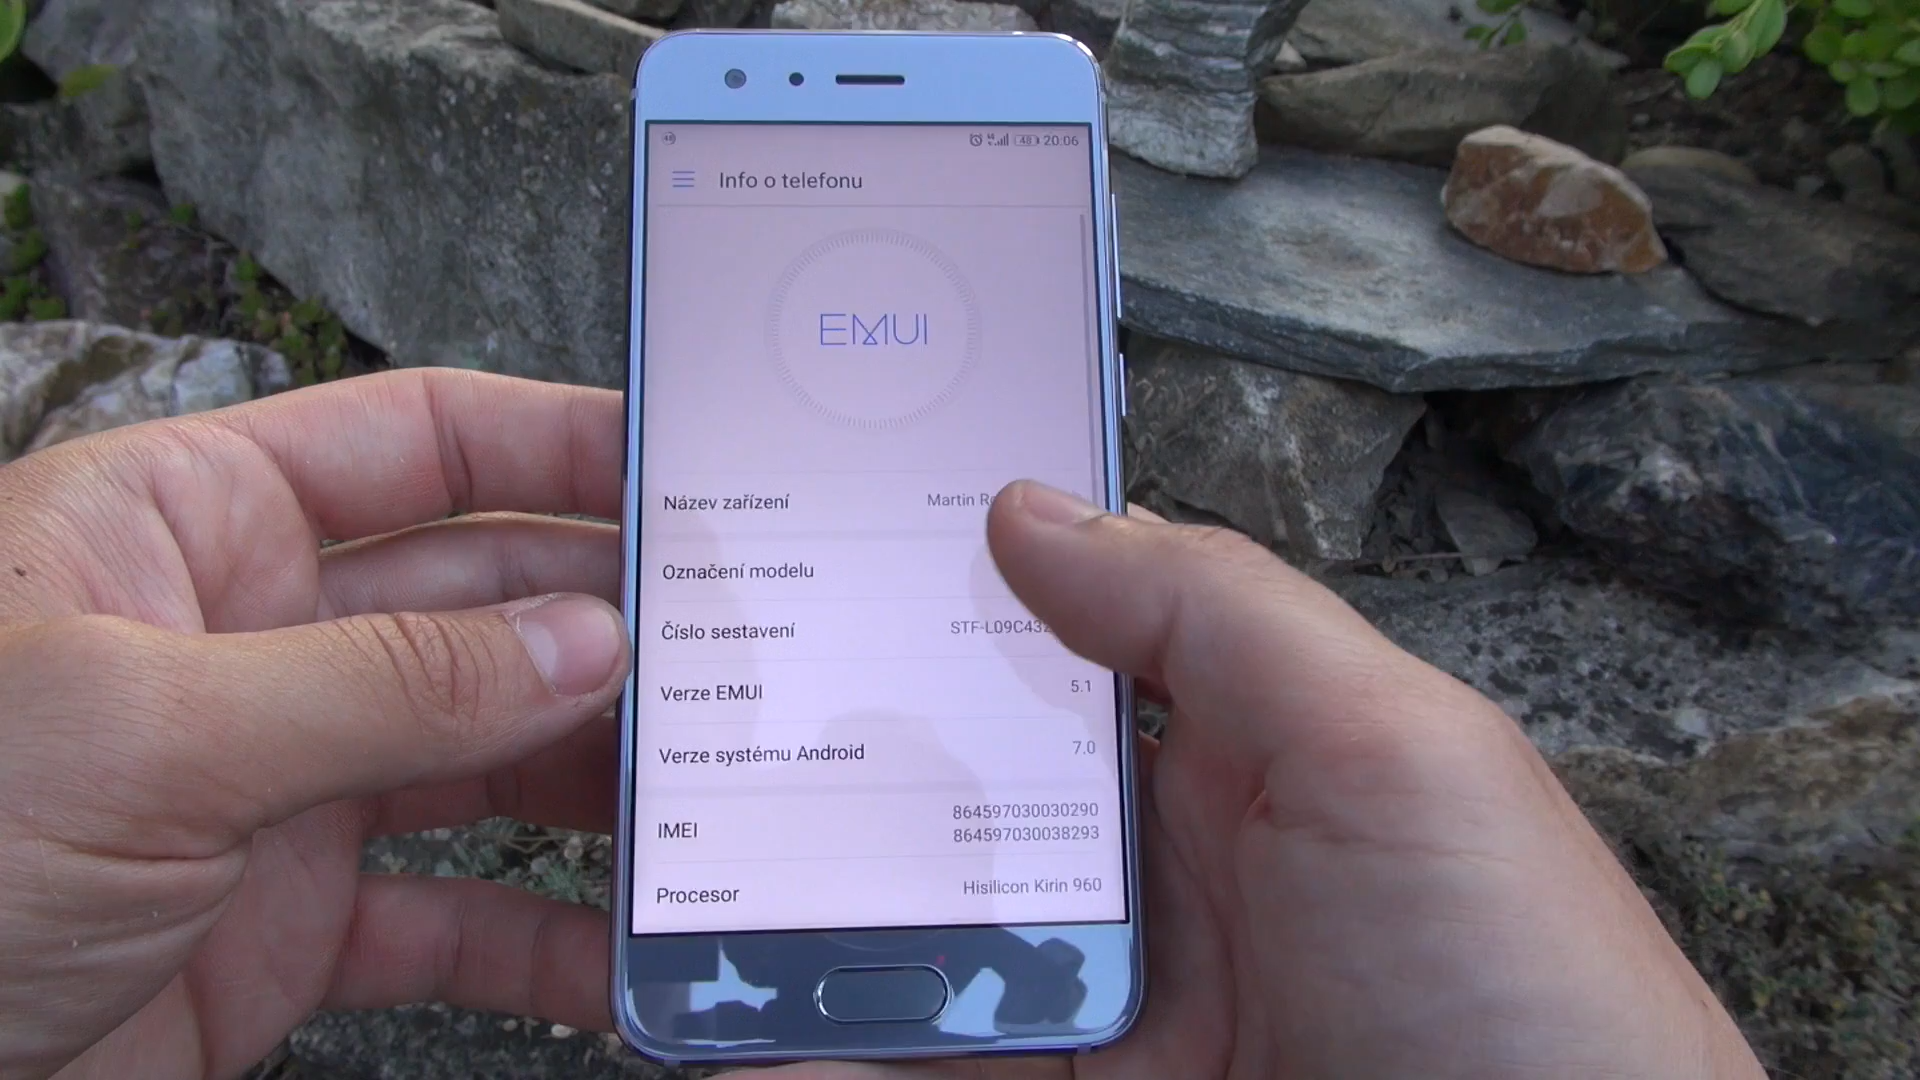 48 20:06
Info o telefonu
EMUI
Název zařízení Martin
Označení modelu
Číslo sestavení STF-L09C432
Verze EMUI 5.1
Verze systému Android 7.0
IMEI 864597030030290
864597030038293
Procesor Hisilicon Kirin 960